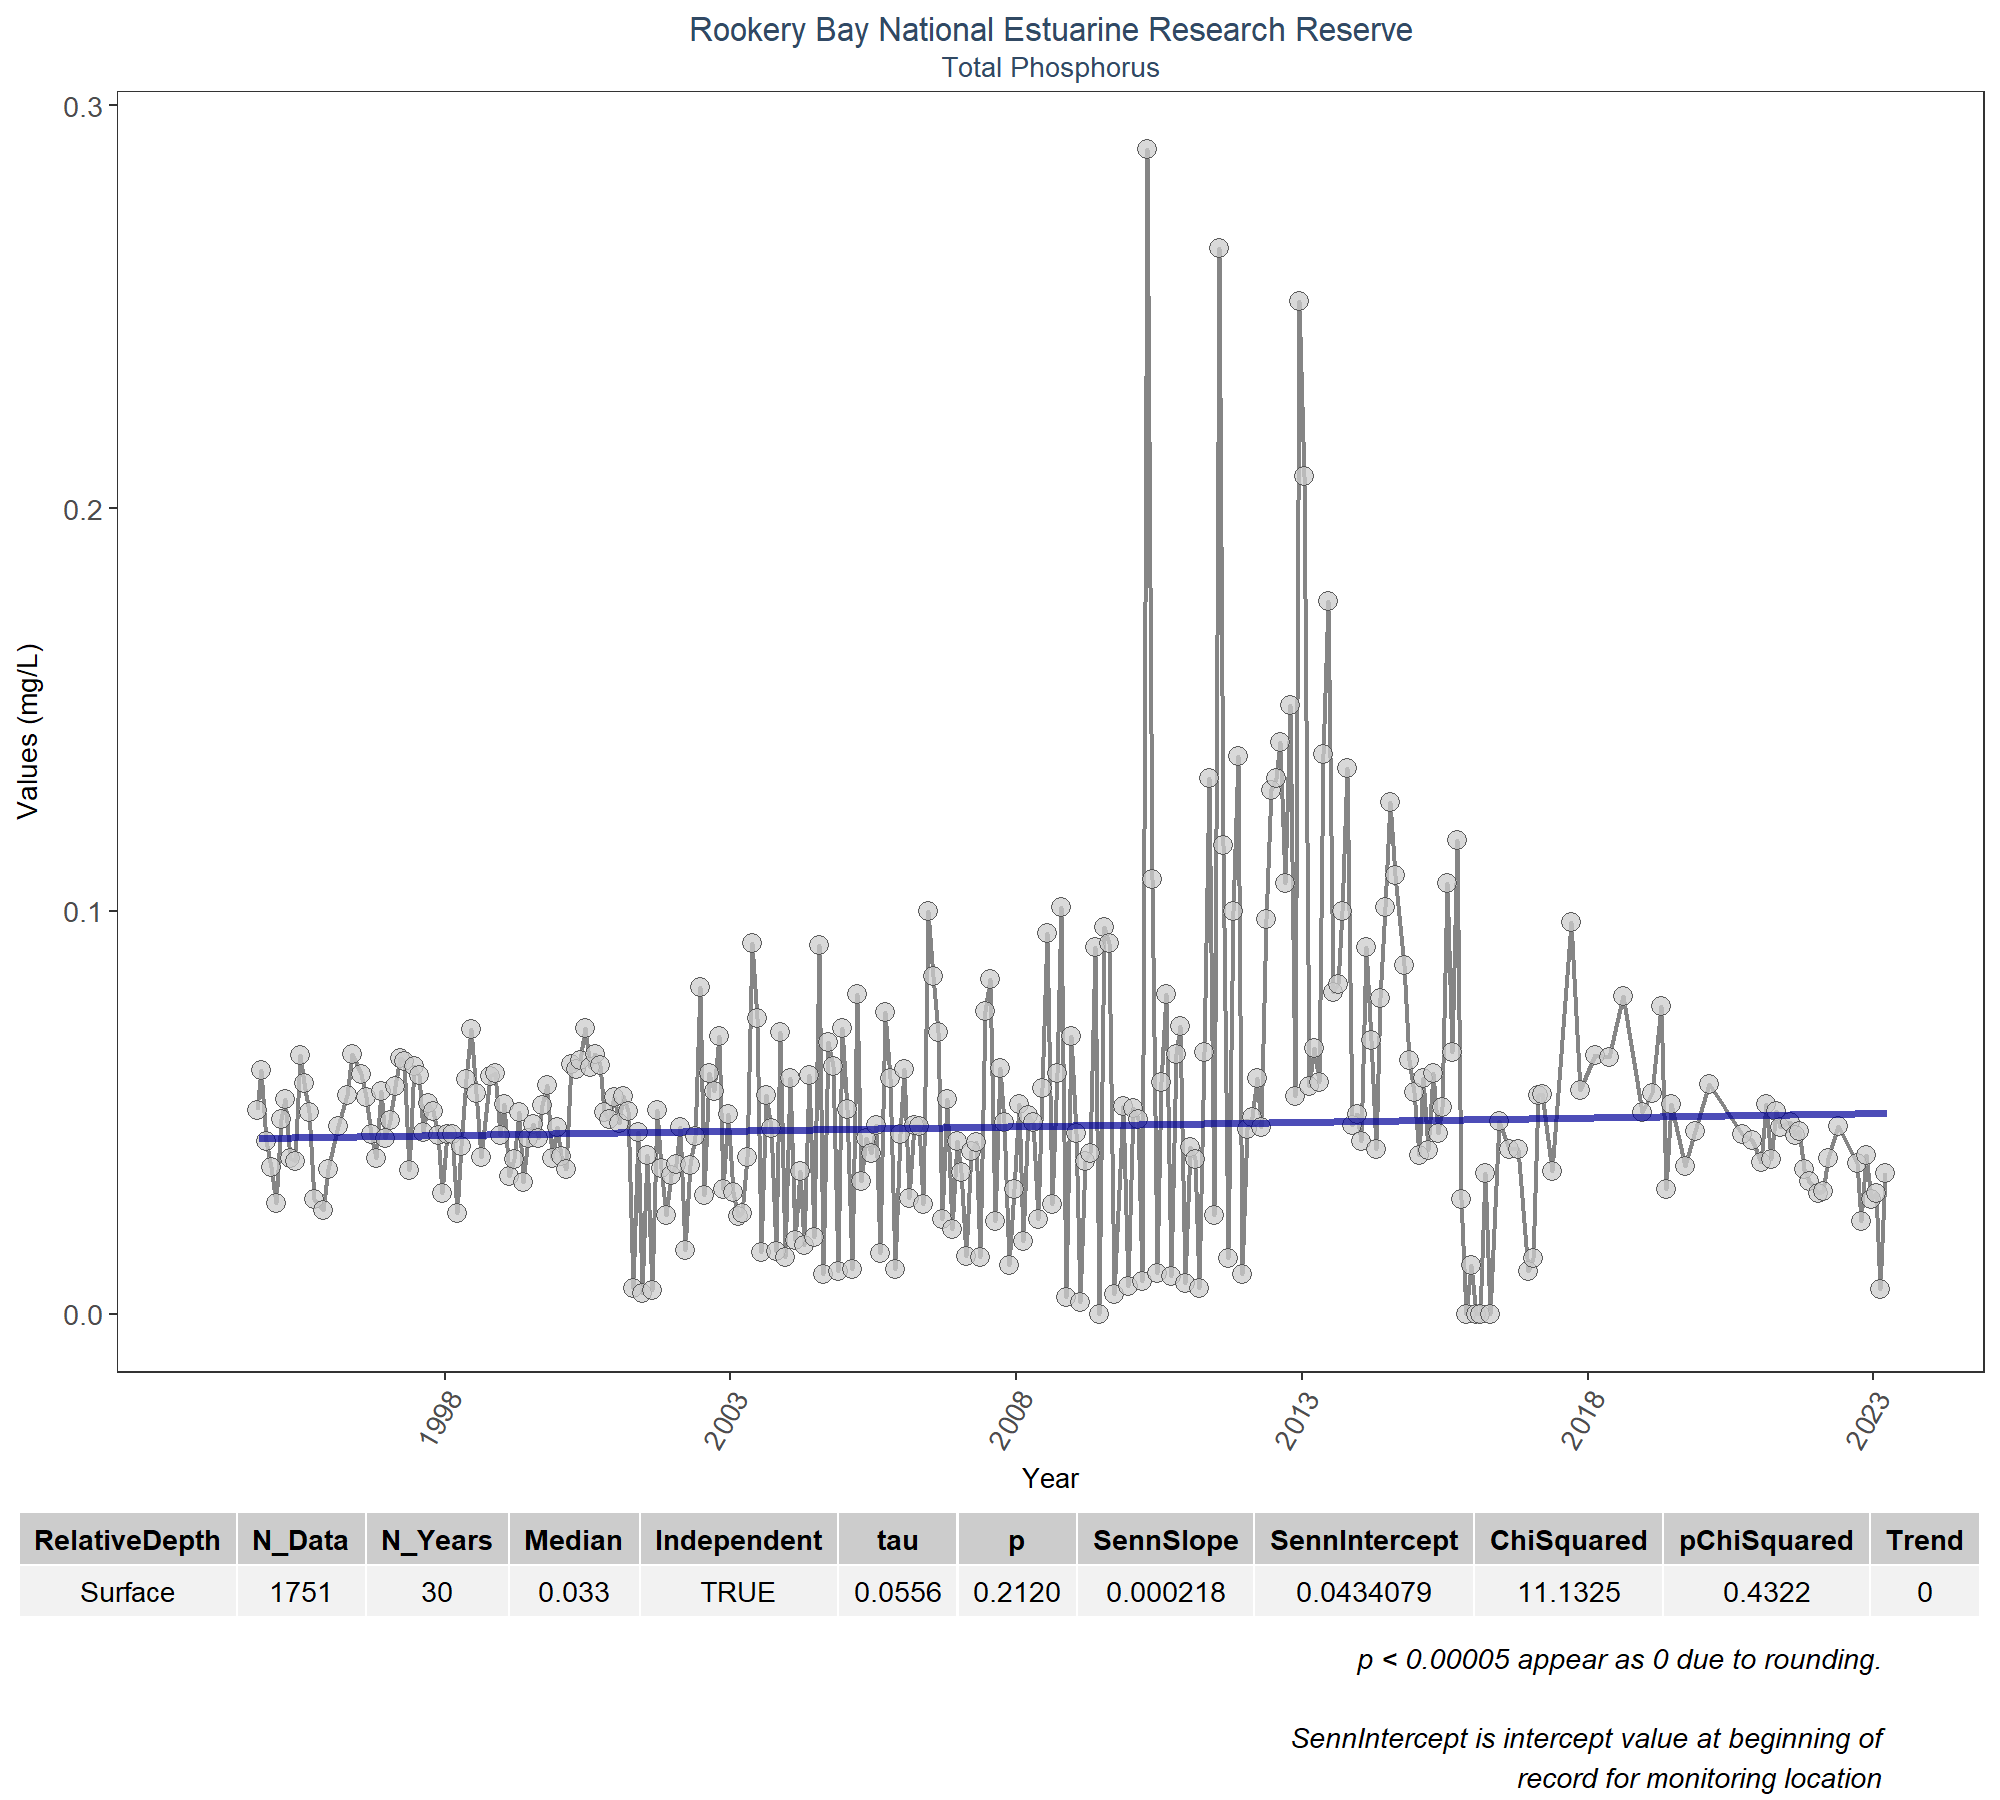 Rookery Bay National Estuarine Research Reserve
Total Phosphorus
0.3
0.2
0.1
0.0
Values (mg/L)
1998 2003 2008 2013 2018 2023
Year
RelativeDepth N_Data N_Years Median Independent tau p SennSlope SennIntercept ChiSquared pChiSquared Trend
Surface 1751 30 0.033 TRUE 0.0556 0.2120 0.000218 0.0434079 11.1325 0.4322 0
p < 0.00005 appear as 0 due to rounding.
SennIntercept is intercept value at beginning of
record for monitoring location